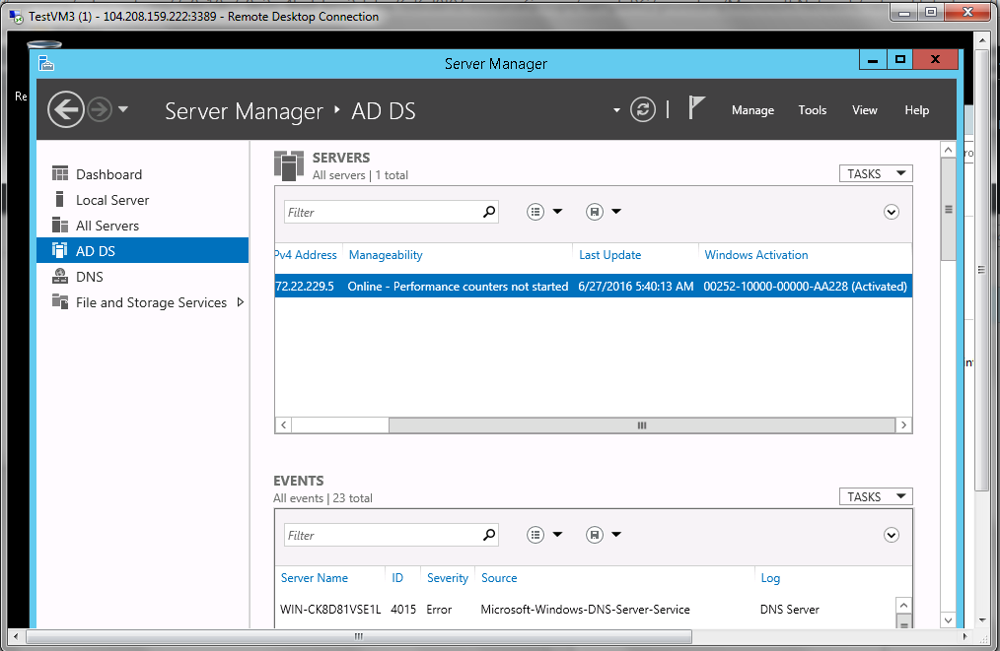 TestVM3 (1) - 104.208.159.222:3389 - Remote Desktop Connection
Server Manager
Re
Server Manager ‣ AD DS
Manage Tools View Help
Dashboard
Local Server
All Servers
AD DS
DNS
File and Storage Services
SERVERS
All servers | 1 total
TASKS
Filter
Pv4 Address Manageability Last Update Windows Activation
72.22.229.5 Online - Performance counters not started 6/27/2016 5:40:13 AM 00252-10000-00000-AA228 (Activated)
EVENTS
All events | 23 total
TASKS
Filter
Server Name ID Severity Source Log
WIN-CK8D81VSE1L 4015 Error Microsoft-Windows-DNS-Server-Service DNS Server